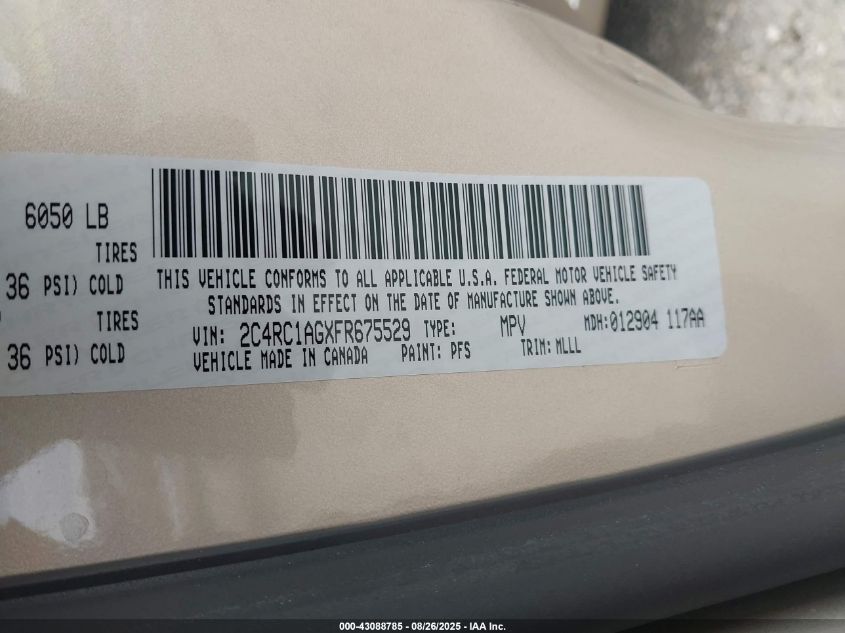 6050 LB
TIRES
36 PSI) COLD
TIRES
36 PSI) COLD
THIS VEHICLE CONFORMS TO ALL APPLICABLE U.S.A. FEDERAL MOTOR VEHICLE SAFETY
STANDARDS IN EFFECT ON THE DATE OF MANUFACTURE SHOWN ABOVE.
VIN: 2C4RC1AGXFR675529 TYPE: MPV MDH:012904 117AA
VEHICLE MADE IN CANADA PAINT: PFS TRIM: MLLL
000-43088785 - 08/26/2025 - IAA Inc.